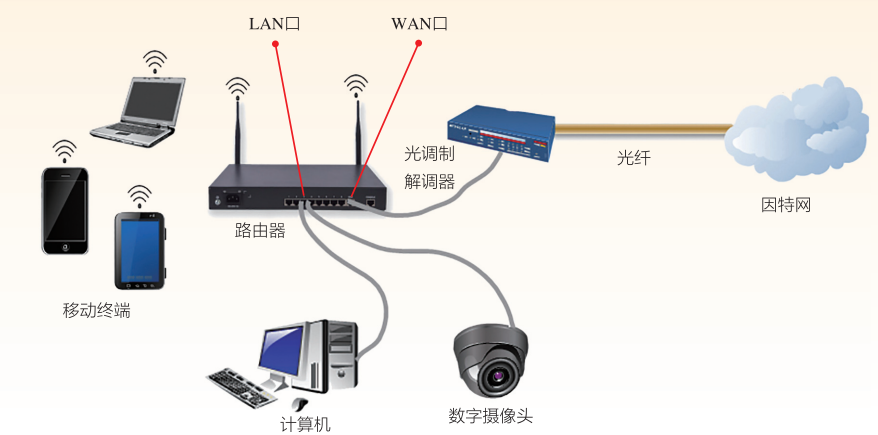 LAN口
WAN口
光调制
解调器
光纤
因特网
路由器
移动终端
计算机
数字摄像头